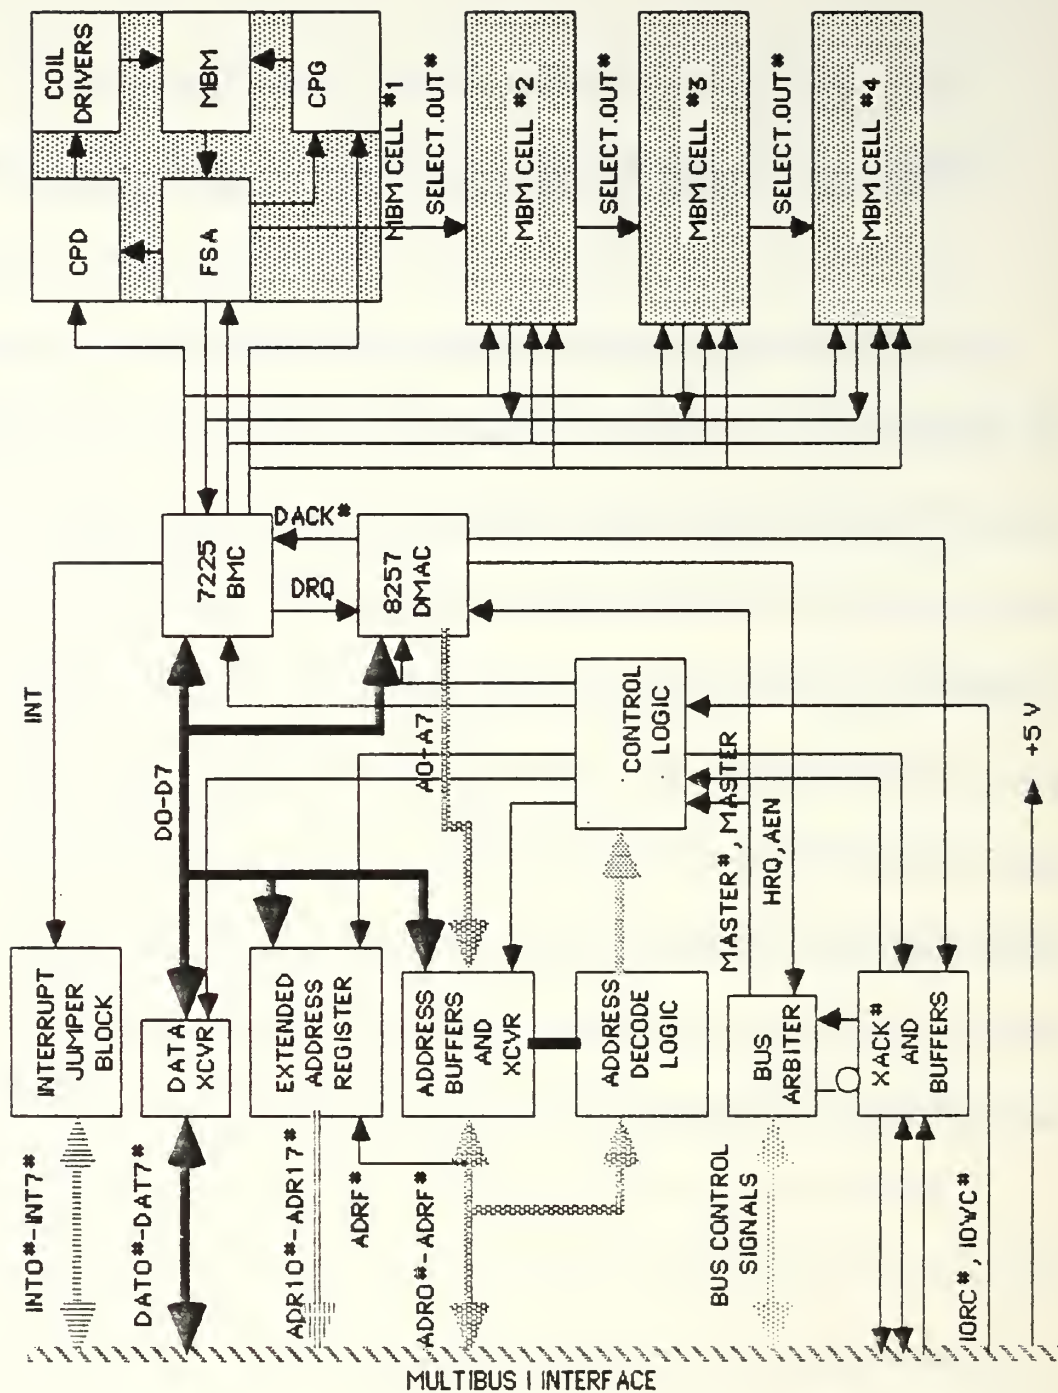 COIL
DRIVERS
MBM
CPG
CPD
FSA
MBM CELL #1
SELECT.OUT#
MBM CELL #2
SELECT.OUT#
MBM CELL #3
SELECT.OUT#
MBM CELL #4
7225
BMC
DACK#
DRQ
8257
DMAC
INT
D0-D7
A0-A7
CONTROL
LOGIC
MASTER#, MASTER
HRQ, AEN
+5 V
INTERRUPT
JUMPER
BLOCK
DATA
XCVR
EXTENDED
ADDRESS
REGISTER
ADDRESS
BUFFERS
AND
XCVR
ADDRESS
DECODE
LOGIC
BUS
ARBITER
XACK#
AND
BUFFERS
INT0#-INT7#
DAT0#-DAT7#
ADR10#-ADR17#
ADRF#
ADR0#-ADRF#
BUS CONTROL
SIGNALS
IORC#, IOWC#
MULTIBUS I INTERFACE